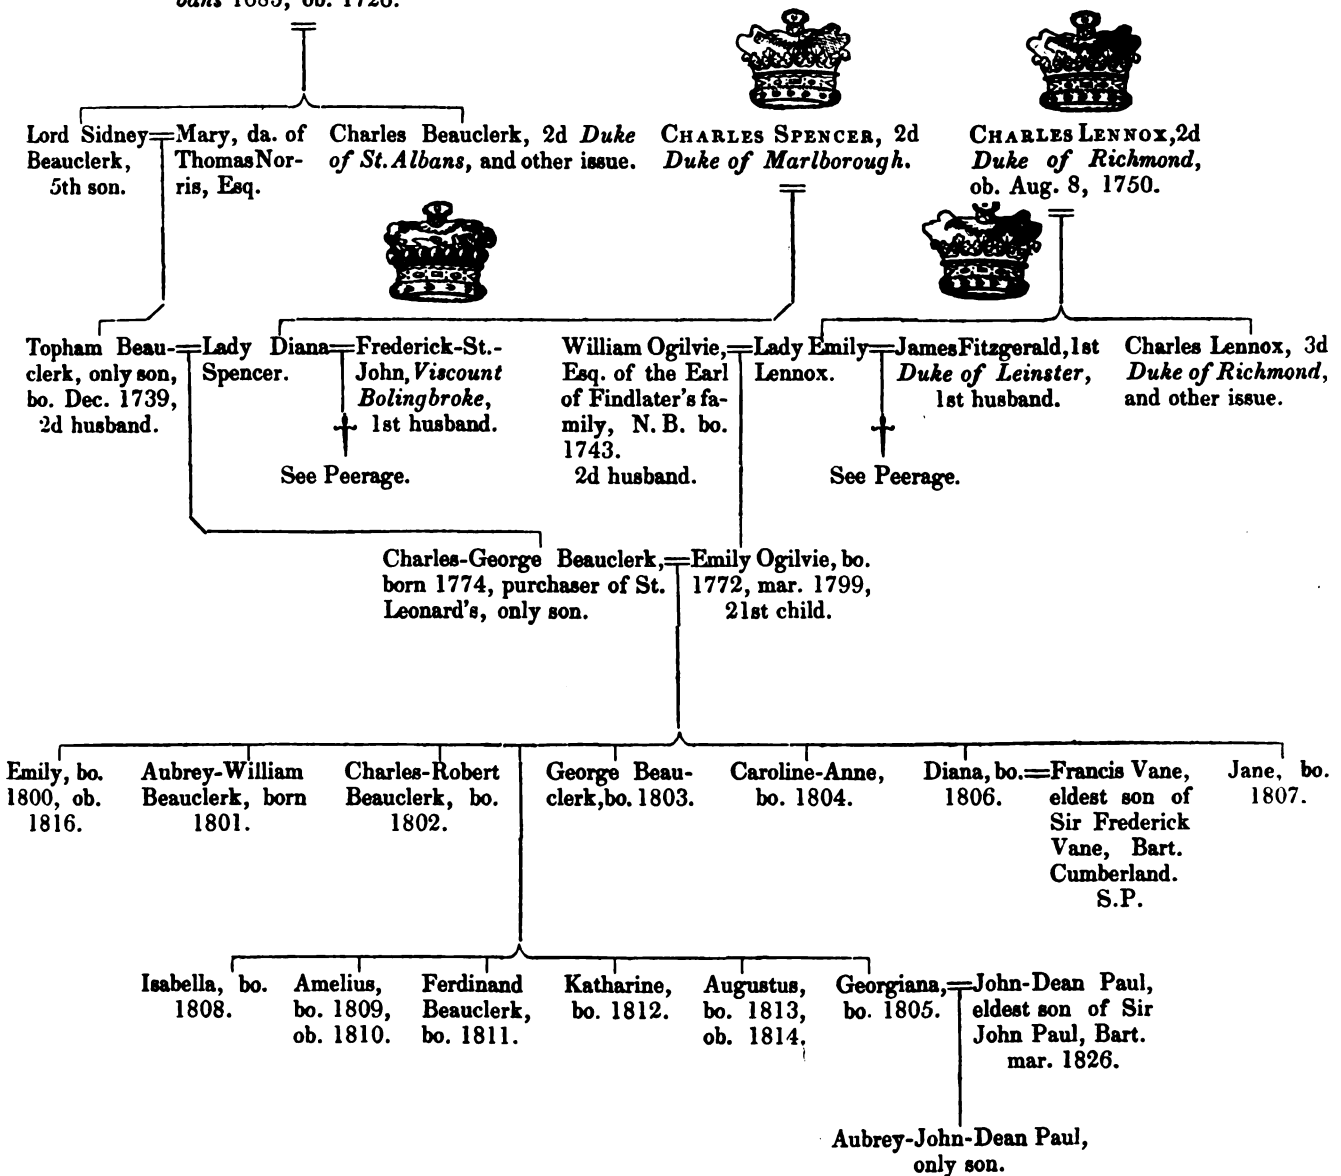 bans 1685, ob. 1726.
Lord Sidney
Beauclerk,
5th son.
Mary, da. of
Thomas Nor-
ris, Esq.
Charles Beauclerk, 2d Duke
of St. Albans, and other issue.
CHARLES SPENCER, 2d
Duke of Marlborough.
CHARLES LENNOX, 2d
Duke of Richmond,
ob. Aug. 8, 1750.
Topham Beau-
clerk, only son,
bo. Dec. 1739,
2d husband.
Lady Diana
Spencer.
Frederick-St.-
John, Viscount
Bolingbroke,
1st husband.
See Peerage.
William Ogilvie,
Esq. of the Earl
of Findlater's fa-
mily, N. B. bo.
1743.
2d husband.
Lady Emily
Lennox.
James Fitzgerald, 1st
Duke of Leinster,
1st husband.
See Peerage.
Charles Lennox, 3d
Duke of Richmond,
and other issue.
Charles-George Beauclerk,
born 1774, purchaser of St.
Leonard's, only son.
Emily Ogilvie, bo.
1772, mar. 1799,
21st child.
Emily, bo.
1800, ob.
1816.
Aubrey-William
Beauclerk, born
1801.
Charles-Robert
Beauclerk, bo.
1802.
George Beau-
clerk, bo. 1803.
Caroline-Anne,
bo. 1804.
Diana, bo.
1806.
Francis Vane,
eldest son of
Sir Frederick
Vane, Bart.
Cumberland.
S.P.
Jane, bo.
1807.
Isabella, bo.
1808.
Amelius,
bo. 1809,
ob. 1810.
Ferdinand
Beauclerk,
bo. 1811.
Katharine,
bo. 1812.
Augustus,
bo. 1813,
ob. 1814.
Georgiana,
bo. 1805.
John-Dean Paul,
eldest son of Sir
John Paul, Bart.
mar. 1826.
Aubrey-John-Dean Paul,
only son.